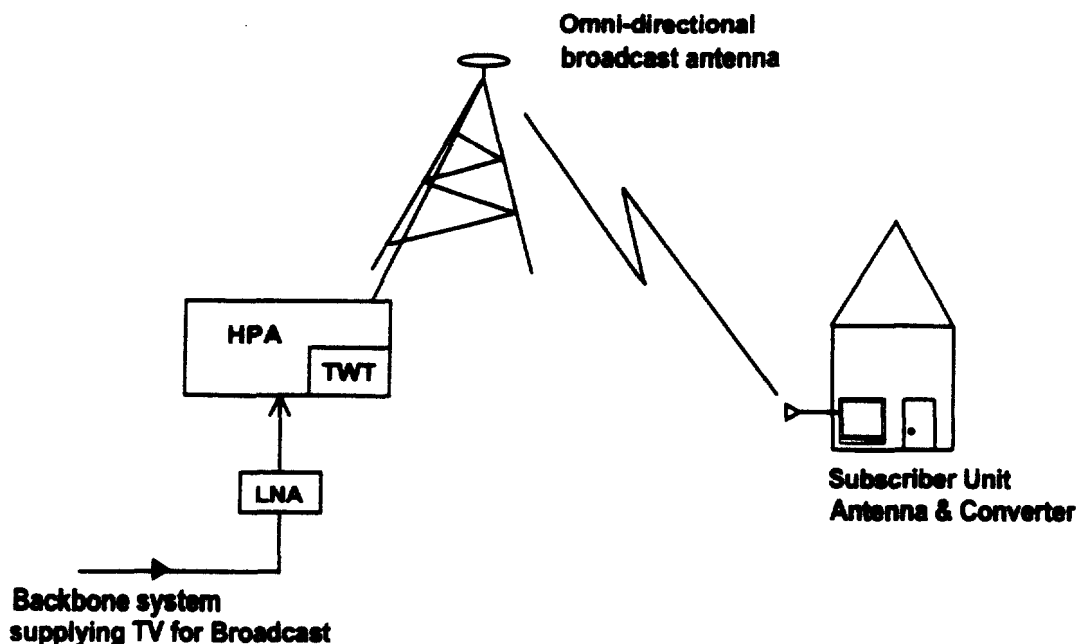 Omni-directional
broadcast antenna
HPA
TWT
LNA
Subscriber Unit
Antenna & Converter
Backbone system
supplying TV for Broadcast